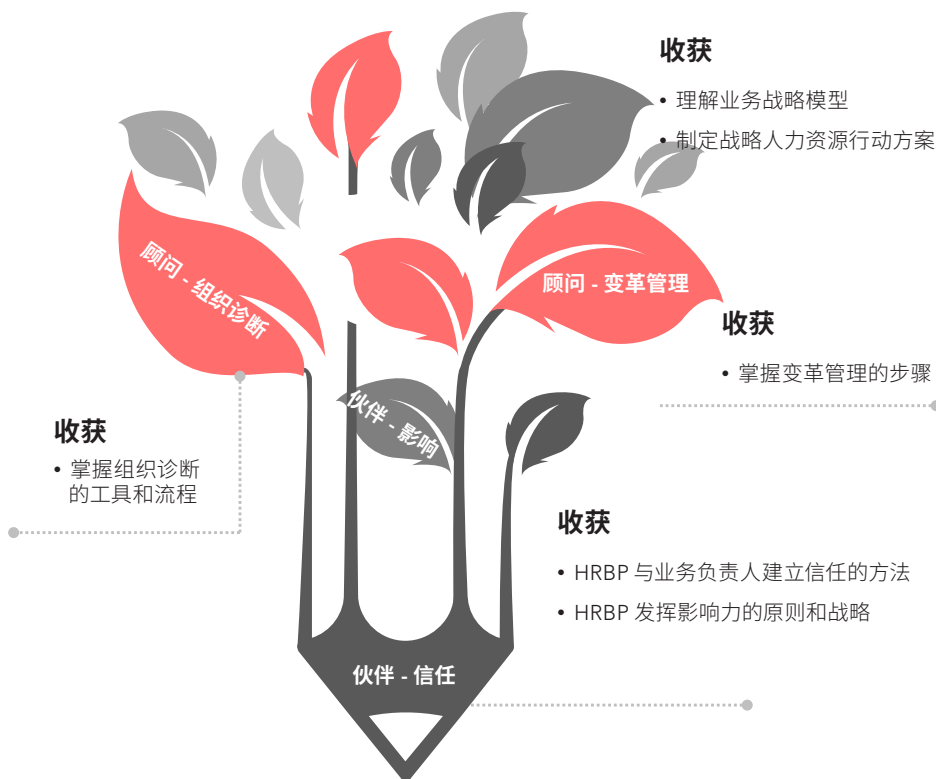 收获
• 理解业务战略模型
• 制定战略人力资源行动方案
顾问 - 组织诊断
顾问 - 变革管理
收获
• 掌握变革管理的步骤
伙伴 - 影响
收获
• 掌握组织诊断
的工具和流程
收获
• HRBP 与业务负责人建立信任的方法
• HRBP 发挥影响力的原则和战略
伙伴 - 信任